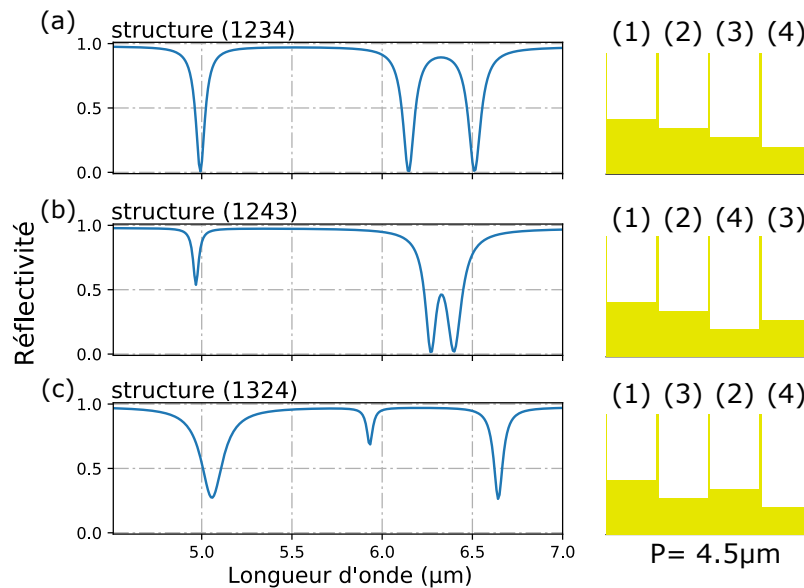 (a)
structure (1234)
1.0
0.5
0.0
(1) (2) (3) (4)
(b)
structure (1243)
1.0
0.5
0.0
(1) (2) (4) (3)
(c)
structure (1324)
1.0
0.5
0.0
(1) (3) (2) (4)
Réflectivité
5.0 5.5 6.0 6.5 7.0
Longueur d'onde (μm)
P= 4.5μm